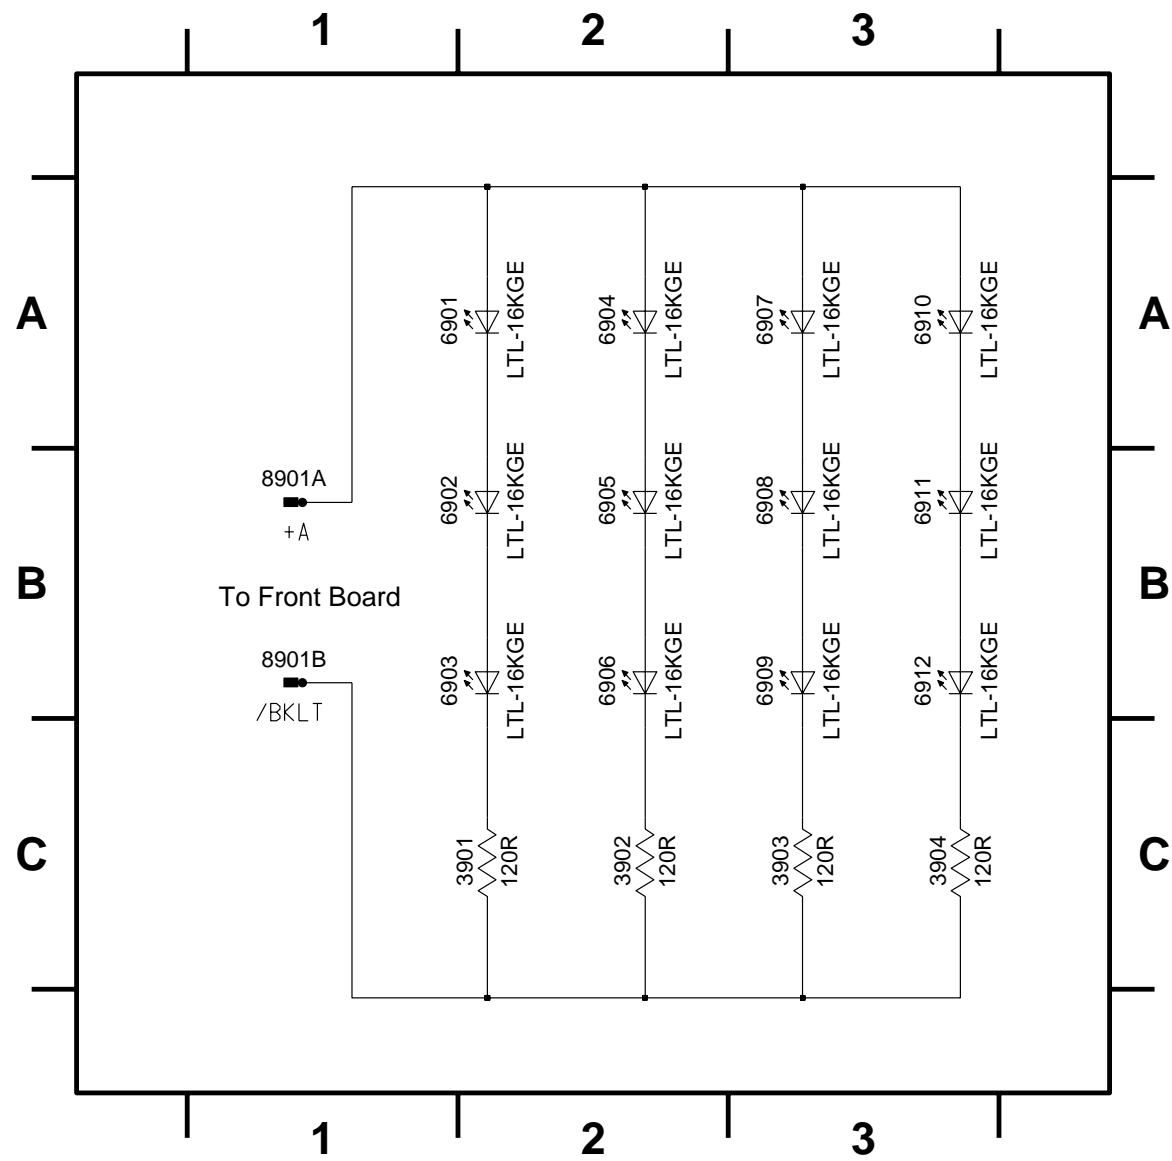 1 2 3
A A
6901 LTL-16KGE 6904 LTL-16KGE 6907 LTL-16KGE 6910 LTL-16KGE
8901A
+A
6902 LTL-16KGE 6905 LTL-16KGE 6908 LTL-16KGE 6911 LTL-16KGE
B B
To Front Board
8901B
/BKLT
6903 LTL-16KGE 6906 LTL-16KGE 6909 LTL-16KGE 6912 LTL-16KGE
C C
3901 120R 3902 120R 3903 120R 3904 120R
1 2 3